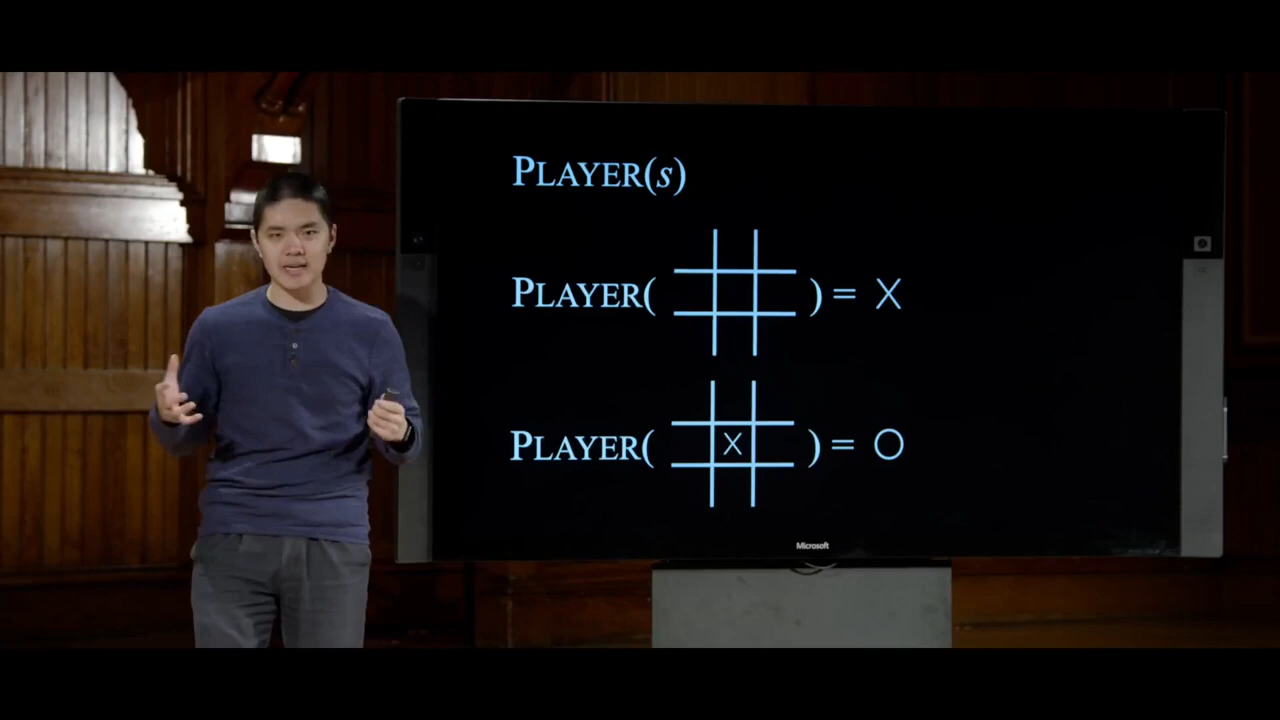 PLAYER(s)
PLAYER( ) = X
PLAYER( X ) = O
Microsoft